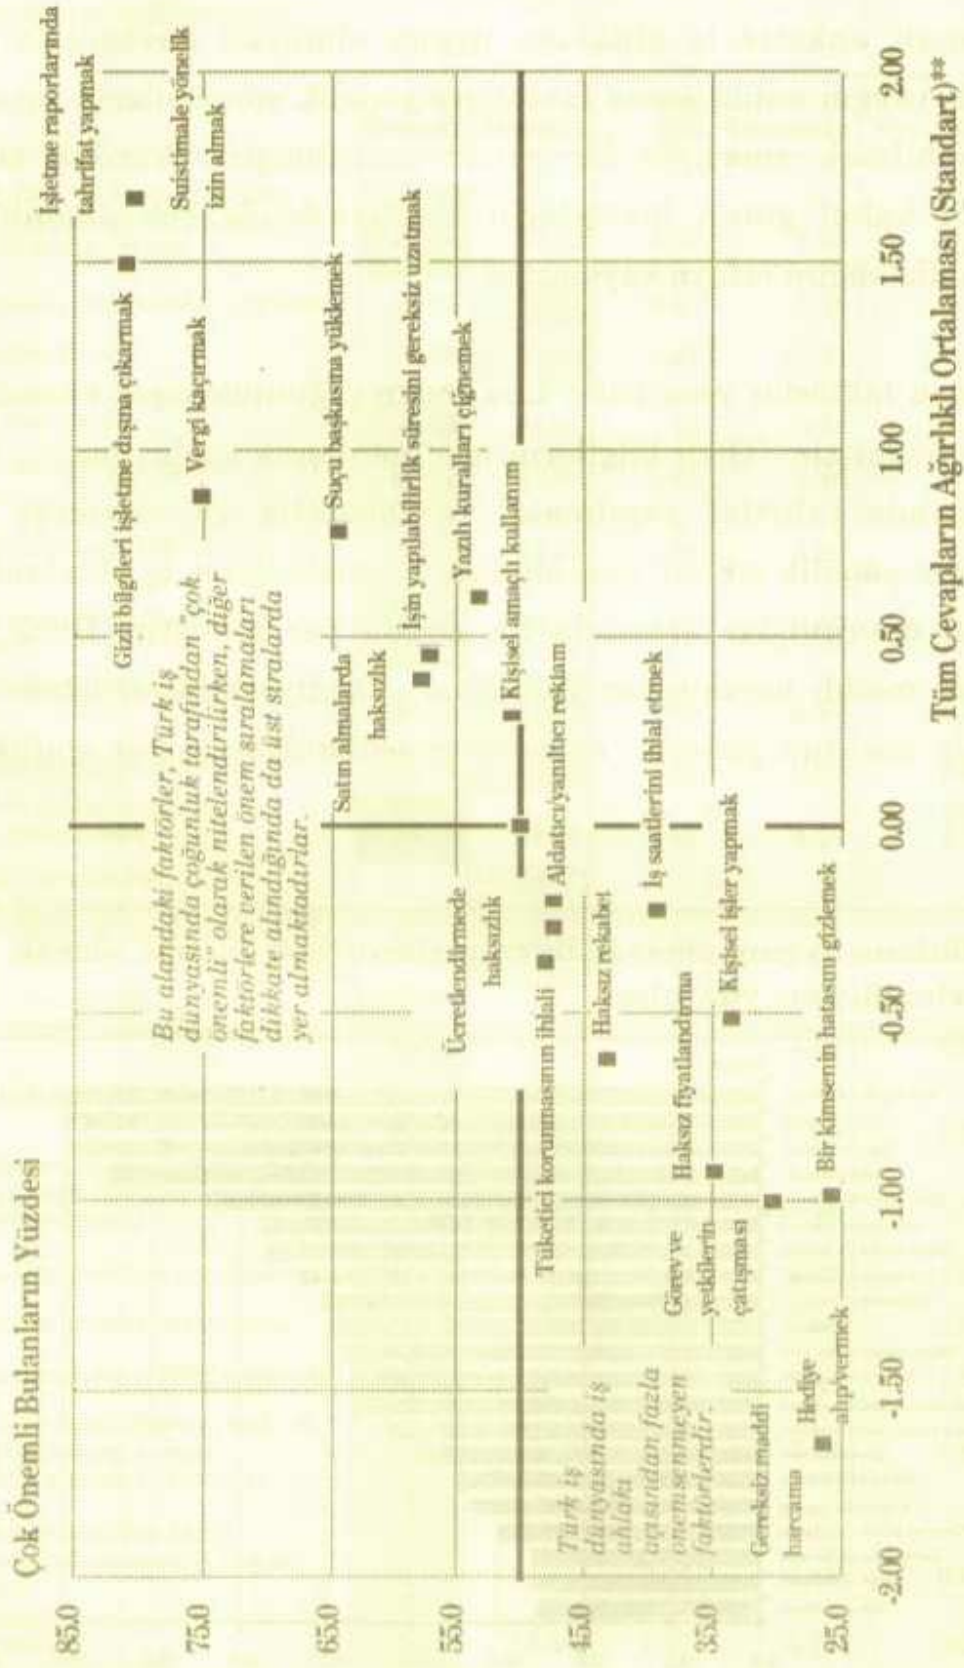 Çok Önemli Bulanların Yüzdesi
85.0
75.0
65.0
55.0
45.0
35.0
25.0
-2.00
-1.50
-1.00
-0.50
0.00
0.50
1.00
1.50
2.00
Tüm Cevapların Ağırlıklı Ortalaması (Standart)**
İşletme raporlarında
tahrifat yapmak
Suistimale yönelik
izin almak
Gizli bilgileri işletme dışına çıkarmak
Vergi kaçırmak
Bu alandaki faktörler, Türk iş
dünyasında çoğunluk tarafından "çok
önemli" olarak nitelendirilirken, diğer
faktörlere verilen önem sıralamaları
dikkate alındığında da üst sıralarda
yer almaktadırlar.
Suçu başkasına yüklemek
Satın almalarda
haksızlık
İşin yapılabilirlik süresini gereksiz uzatmak
Yazılı kuralları çiğnemek
Kişisel amaçlı kullanım
Ücretlendirmede
haksızlık
Aldatıcı/yanıltıcı reklam
Tüketici korunmasının ihlali
Haksız rekabet
İş saatlerini ihlal etmek
Haksız fiyatlandırma
Kişisel işler yapmak
Görev ve
yetkilerin
çatışması
Bir kimsenin hatasını gizlemek
Türk iş
dünyasında iş
ahlakı
açısından fazla
önemsenmeyen
faktörlerdir.
Gereksiz maddi
harcama
Hediye
alıp/vermek